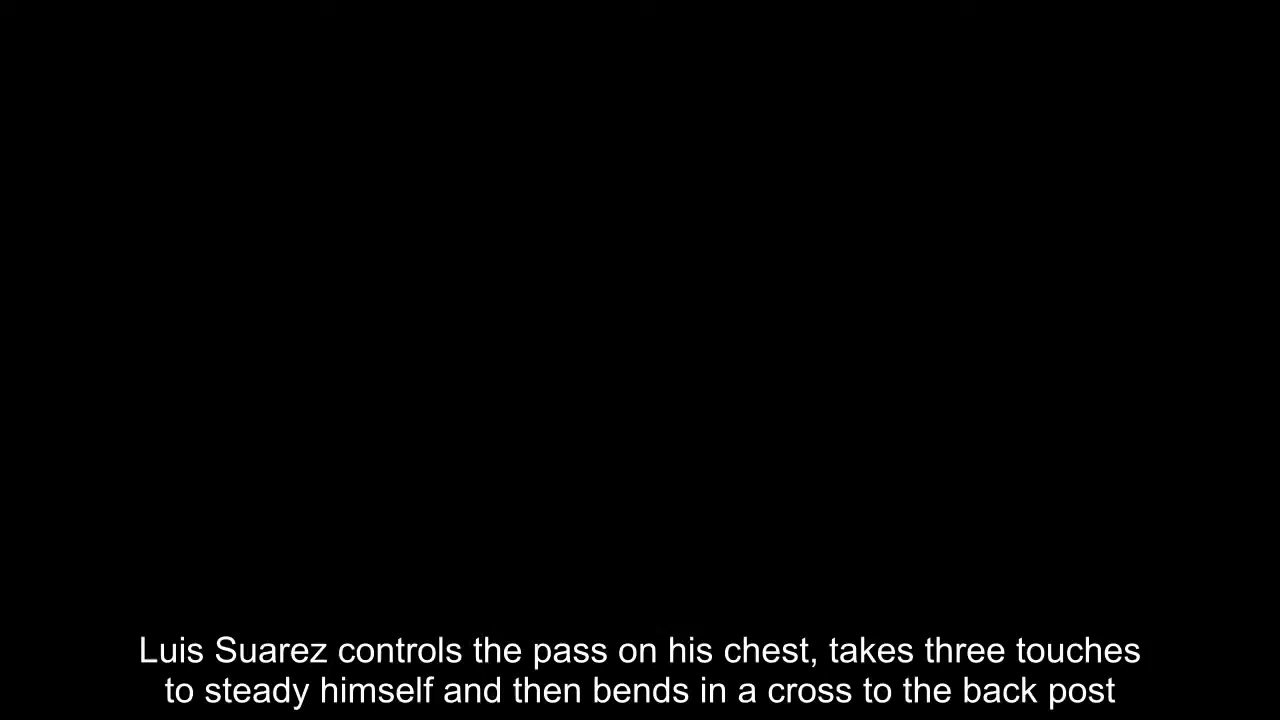 Luis Suarez controls the pass on his chest, takes three touches
to steady himself and then bends in a cross to the back post